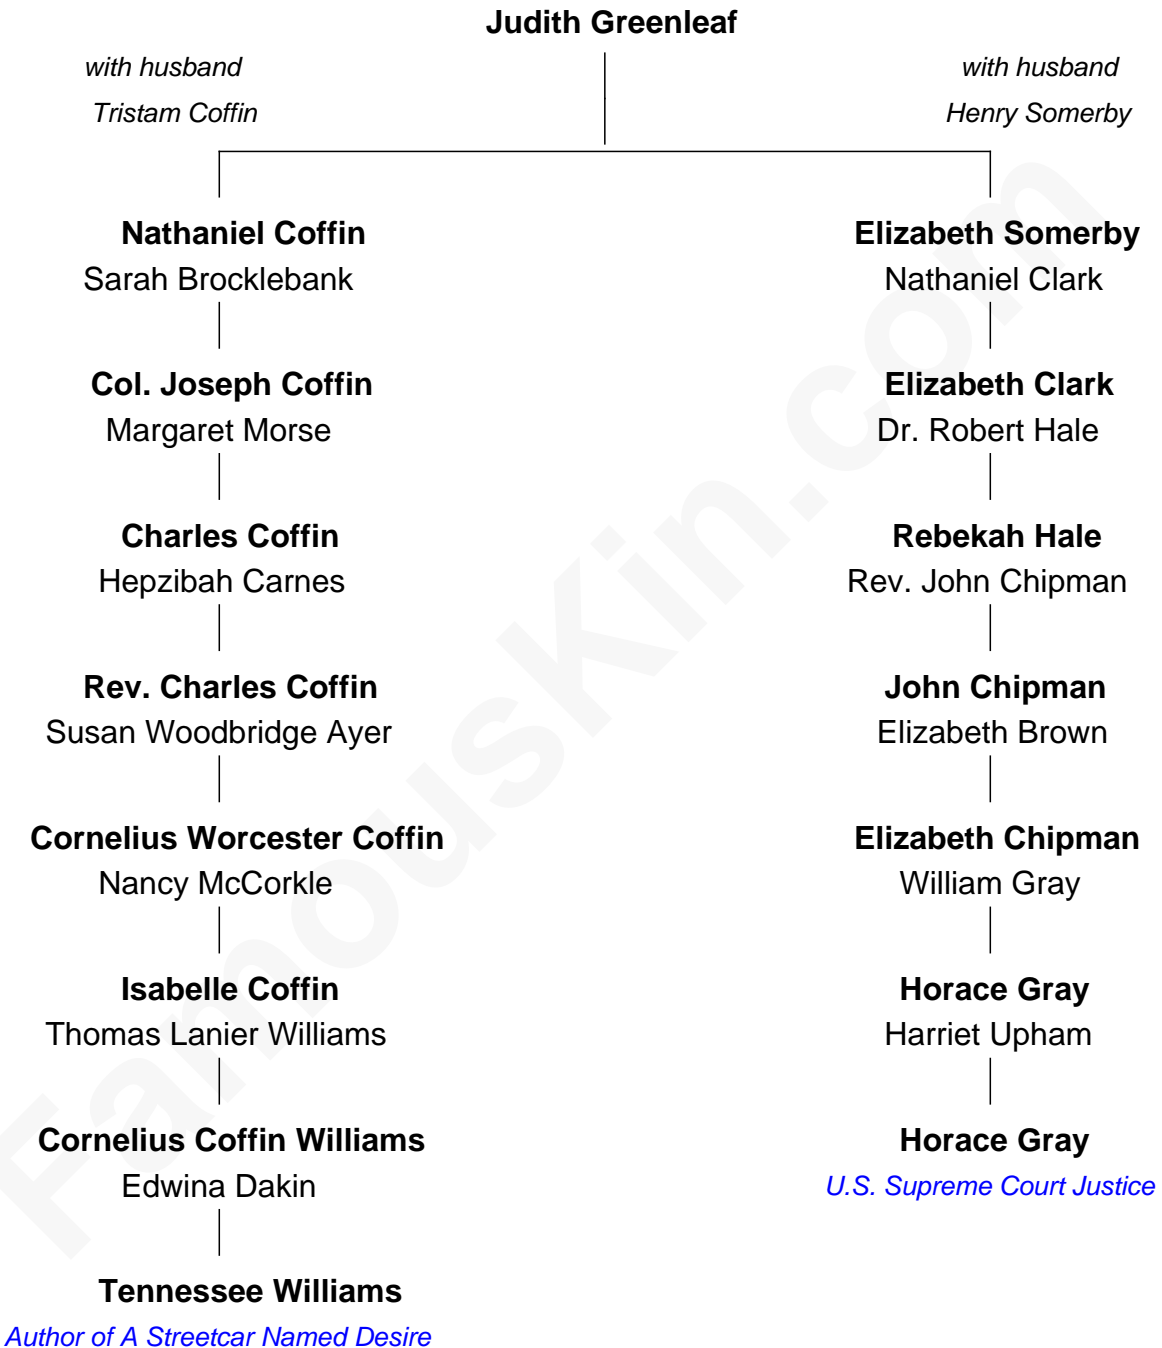 Judith Greenleaf
with husband
Tristam Coffin
with husband
Henry Somerby
Nathaniel Coffin
Sarah Brocklebank
Elizabeth Somerby
Nathaniel Clark
Col. Joseph Coffin
Margaret Morse
Elizabeth Clark
Dr. Robert Hale
Charles Coffin
Hepzibah Carnes
Rebekah Hale
Rev. John Chipman
Rev. Charles Coffin
Susan Woodbridge Ayer
John Chipman
Elizabeth Brown
Cornelius Worcester Coffin
Nancy McCorkle
Elizabeth Chipman
William Gray
Isabelle Coffin
Thomas Lanier Williams
Horace Gray
Harriet Upham
Cornelius Coffin Williams
Edwina Dakin
Horace Gray
U.S. Supreme Court Justice
Tennessee Williams
Author of A Streetcar Named Desire
FamousKin.com